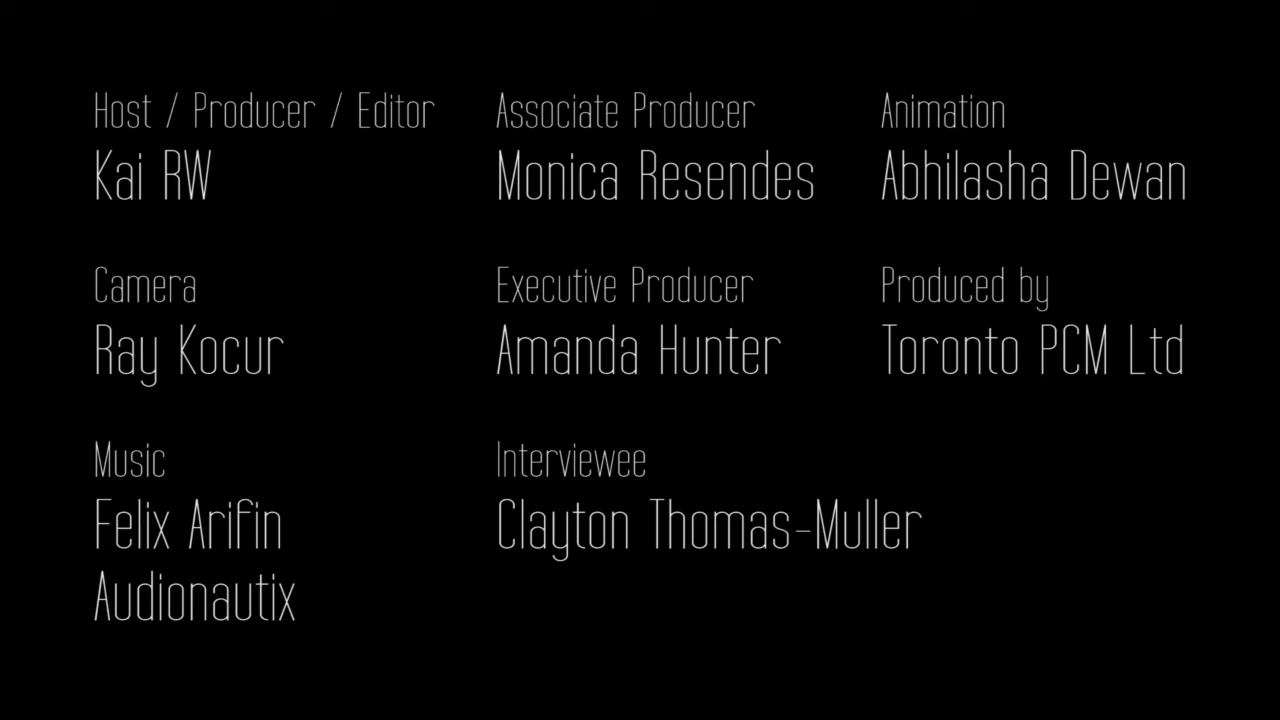 Host / Producer / Editor
Kai RW
Camera
Ray Kocur
Music
Felix Arifin
Audionautix
Associate Producer
Monica Resendes
Executive Producer
Amanda Hunter
Interviewee
Clayton Thomas-Muller
Animation
Abhilasha Dewan
Produced by
Toronto PCM Ltd